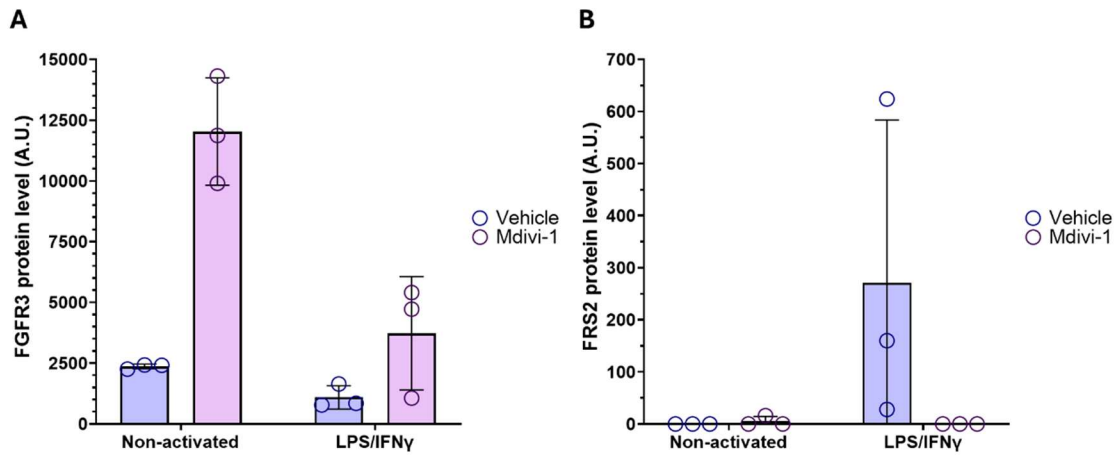 A
FGFR3 protein level (A.U.)
15000
12500
10000
7500
5000
2500
0
Non-activated
LPS/IFNγ
Vehicle
Mdivi-1
B
FRS2 protein level (A.U.)
700
600
500
400
300
200
100
0
Non-activated
LPS/IFNγ
Vehicle
Mdivi-1